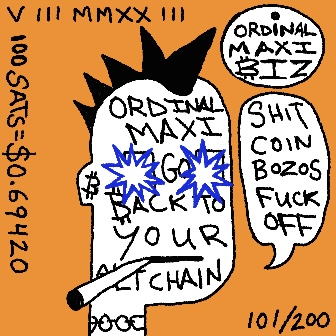 V III MMXX III
100 SATS = $0.69420
ORDINAL
MAXI
BIZ
ORDINAL
MAXI
GO
BACK TO
YOUR
ALTCHAIN
SHIT
COIN
BOZOS
FUCK
OFF
101/200